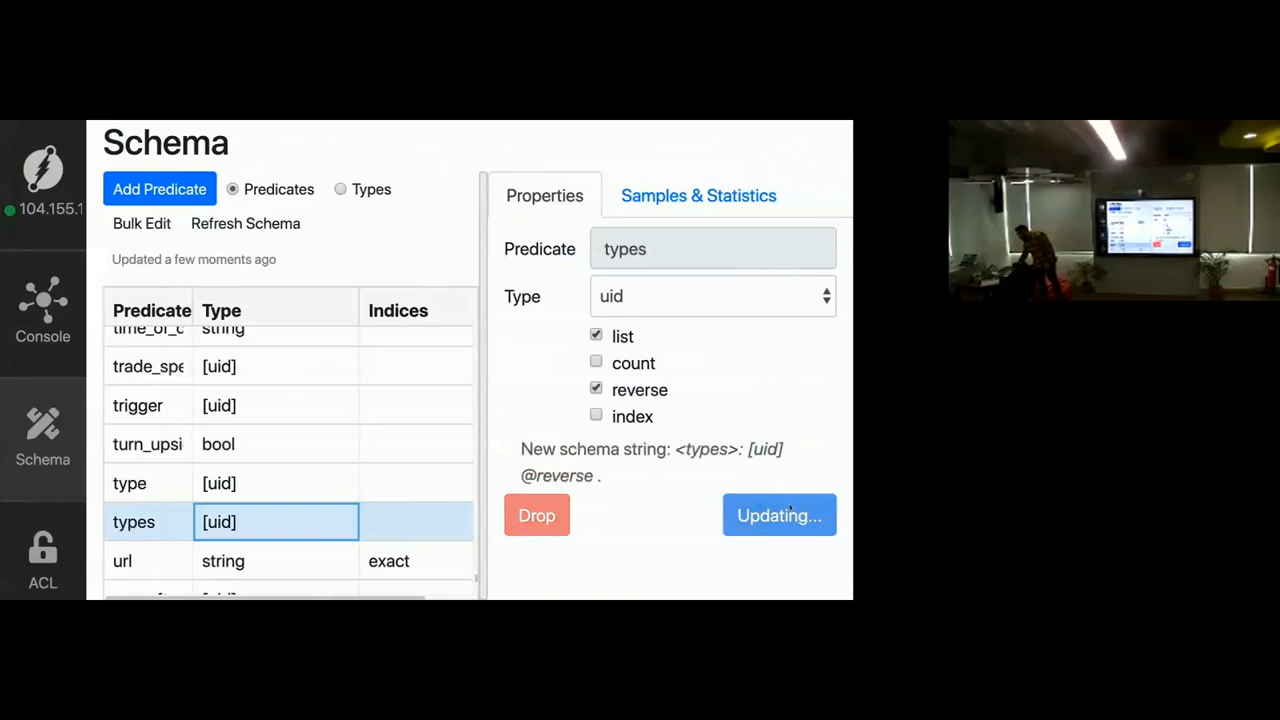 Schema
Add Predicate Predicates Types
Bulk Edit Refresh Schema
Updated a few moments ago
104.155.1
Console
Schema
ACL
Predicate Type Indices
string
trade_spe [uid]
trigger [uid]
turn_upsi bool
type [uid]
types [uid]
url string exact
Properties Samples & Statistics
Predicate types
Type uid
list
count
reverse
index
New schema string: <types>: [uid]
@reverse .
Drop Updating...